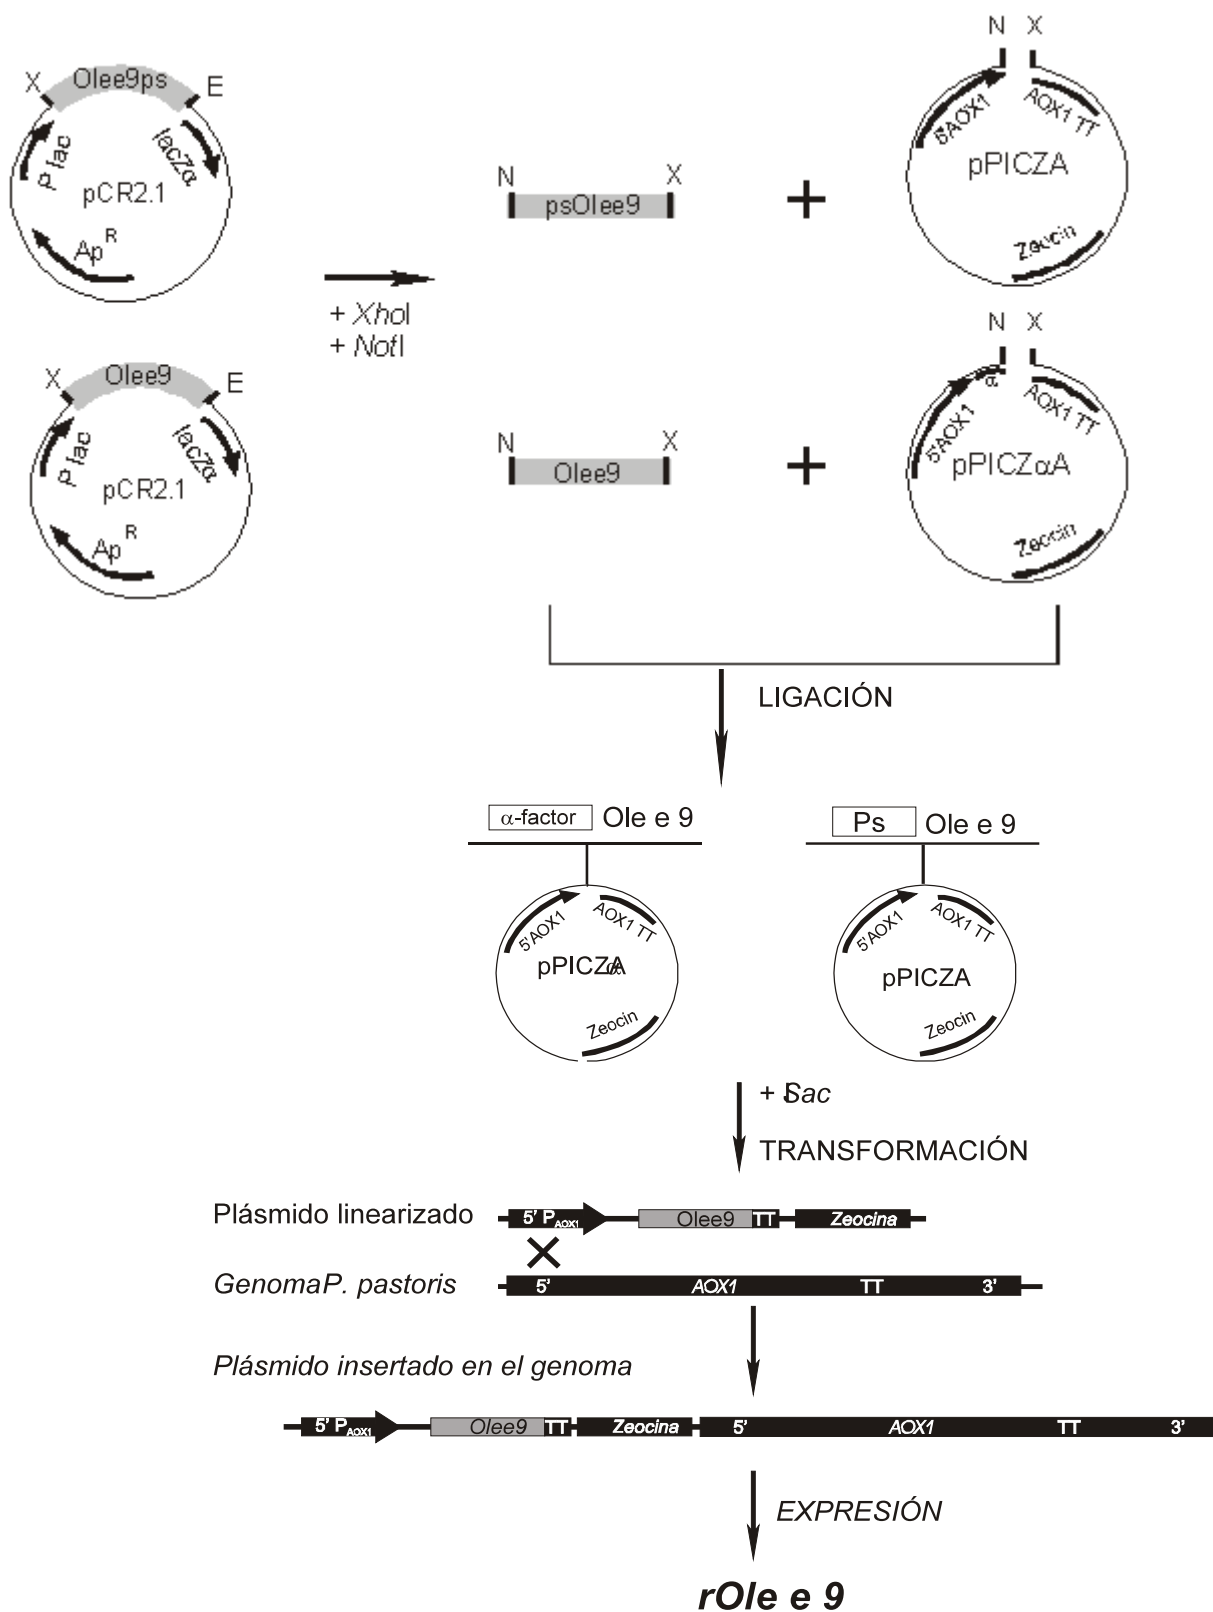 X Olee9ps E
P lac lacZα
pCR2.1
Ap R
X Olee9 E
P lac lacZα
pCR2.1
Ap R
+ XhoI
+ NotI
N X
psOlee9
+
N X
5'AOX1 AOX1 TT
pPICZA
Zeocin
N X
Olee9
+
N X
α
5'AOX1 AOX1 TT
pPICZαA
Zeocin
LIGACIÓN
α-factor Ole e 9
5'AOX1 AOX1 TT
pPICZαA
Zeocin
Ps Ole e 9
5'AOX1 AOX1 TT
pPICZA
Zeocin
+ SacI
TRANSFORMACIÓN
Plásmido linearizado
5' PAOX1 Olee9 TT Zeocina
GenomaP. pastoris
5' AOX1 TT 3'
Plásmido insertado en el genoma
5' PAOX1 Olee9 TT Zeocina 5' AOX1 TT 3'
EXPRESIÓN
rOle e 9